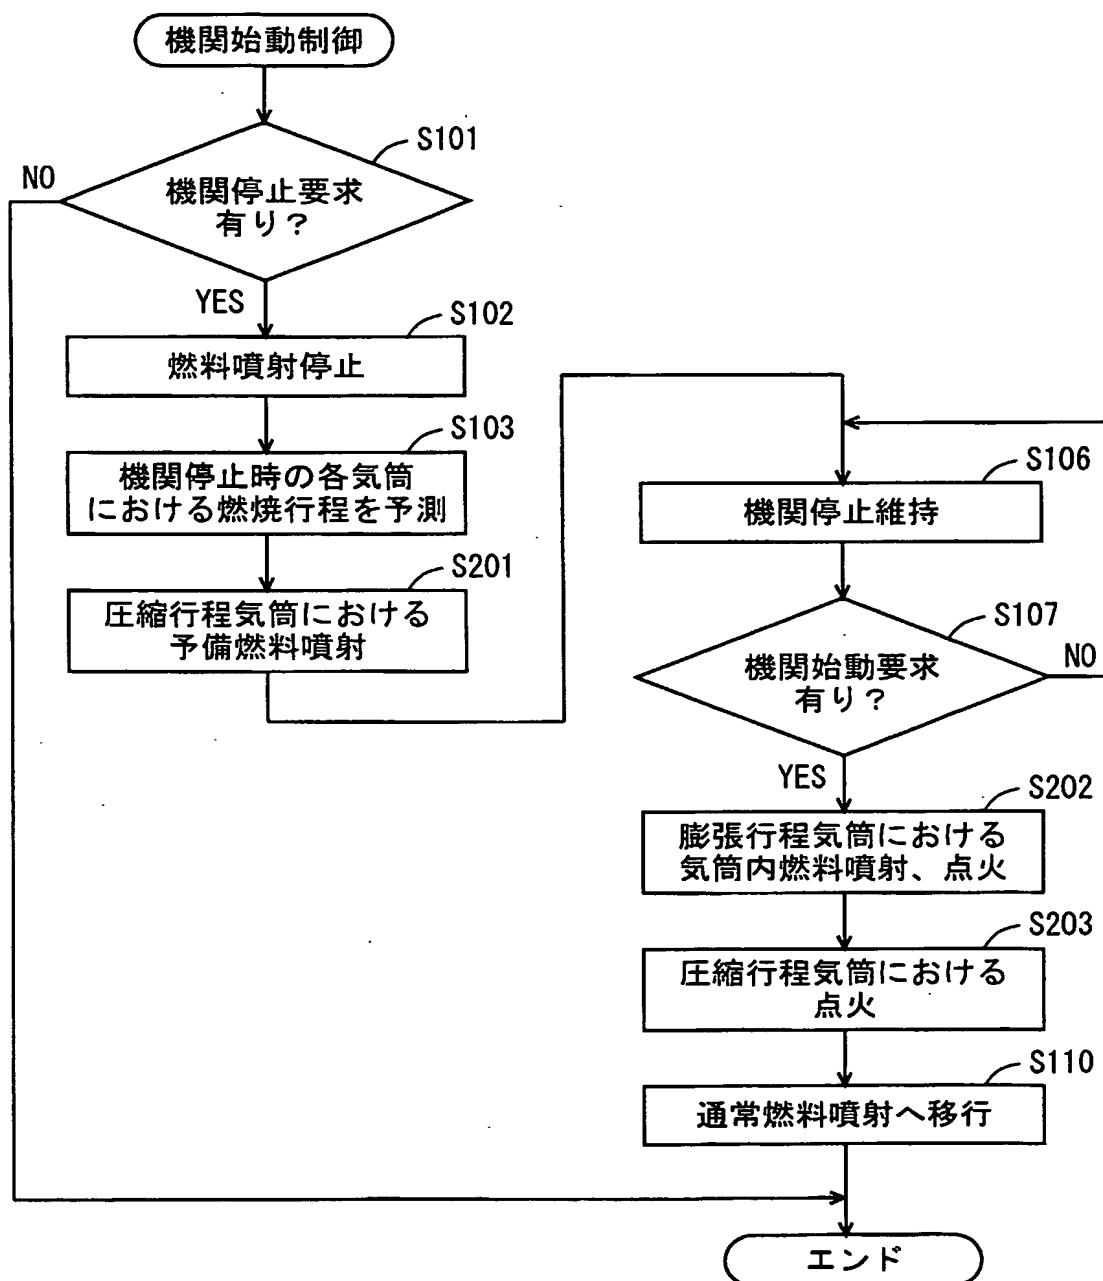 機関始動制御
S101
NO
機関停止要求
有り？
YES
S102
燃料噴射停止
S103
機関停止時の各気筒
における燃焼行程を予測
S201
圧縮行程気筒における
予備燃料噴射
S106
機関停止維持
S107
機関始動要求
有り？
NO
YES
S202
膨張行程気筒における
気筒内燃料噴射、点火
S203
圧縮行程気筒における
点火
S110
通常燃料噴射へ移行
エンド